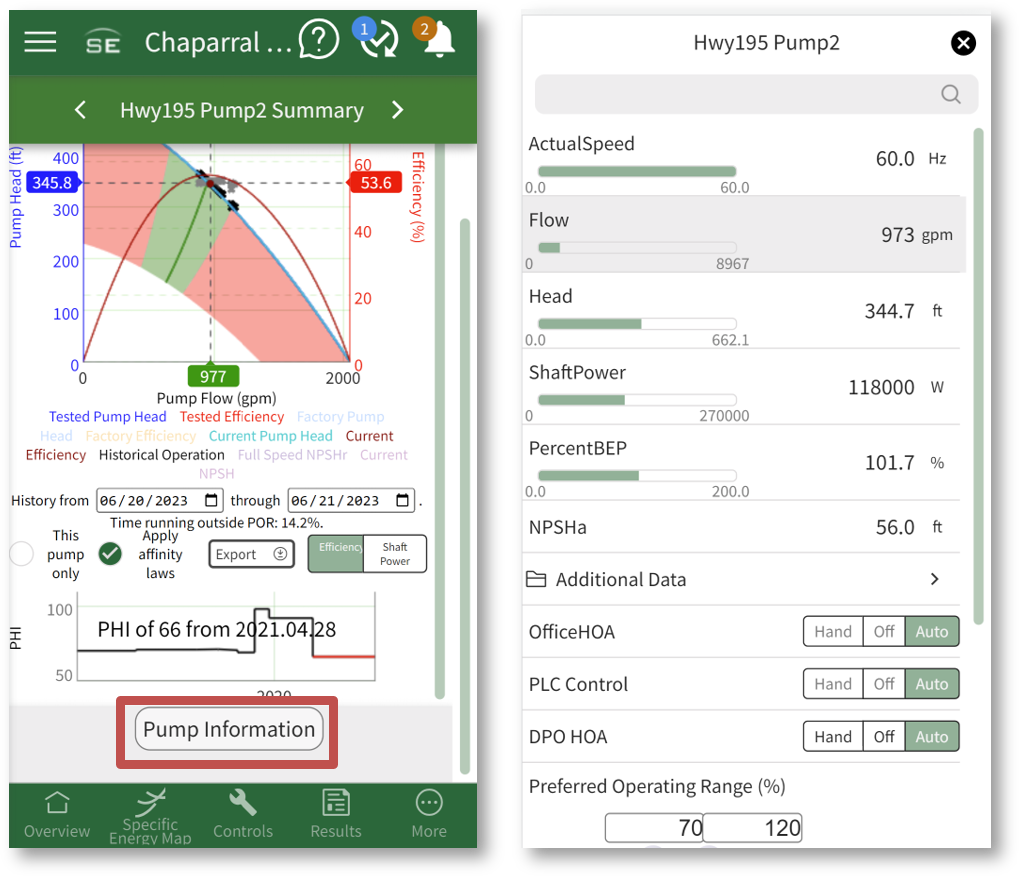 SE
Chaparral ...
?
1
2
Hwy195 Pump2 Summary
Pump Head (ft)
400
345.8
300
200
100
0
60
53.6
40
20
0
Efficiency (%)
0
977
2000
Pump Flow (gpm)
Tested Pump Head Tested Efficiency Factory Pump
Head Factory Efficiency Current Pump Head Current
Efficiency Historical Operation Full Speed NPSHr Current
NPSH
History from 06/20/2023 through 06/21/2023 .
Time running outside POR: 14.2%.
This
pump
only
Apply
affinity
laws
Export
Efficiency
Shaft
Power
PHI
100
50
PHI of 66 from 2021.04.28
2020
Pump Information
Overview
Specific
Energy Map
Controls
Results
More
Hwy195 Pump2
ActualSpeed
60.0 Hz
0.0 60.0
Flow
973 gpm
0 8967
Head
344.7 ft
0.0 662.1
ShaftPower
118000 W
0 270000
PercentBEP
101.7 %
0.0 200.0
NPSHa 56.0 ft
Additional Data
OfficeHOA Hand Off Auto
PLC Control Hand Off Auto
DPO HOA Hand Off Auto
Preferred Operating Range (%)
70 120